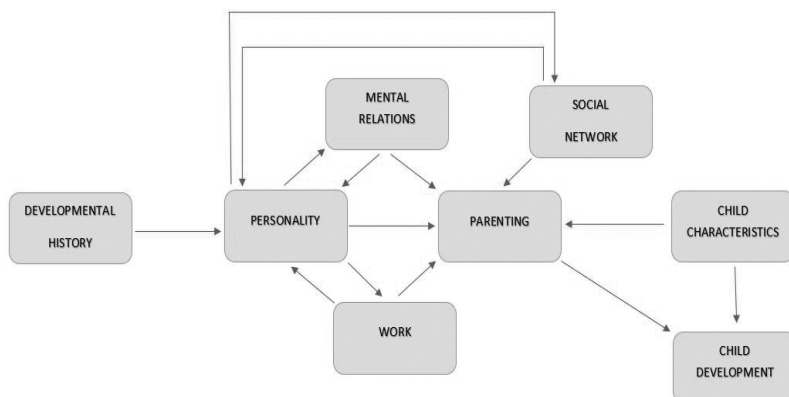 MENTAL
RELATIONS
SOCIAL
NETWORK
DEVELOPMENTAL
HISTORY
PERSONALITY
PARENTING
CHILD
CHARACTERISTICS
WORK
CHILD
DEVELOPMENT